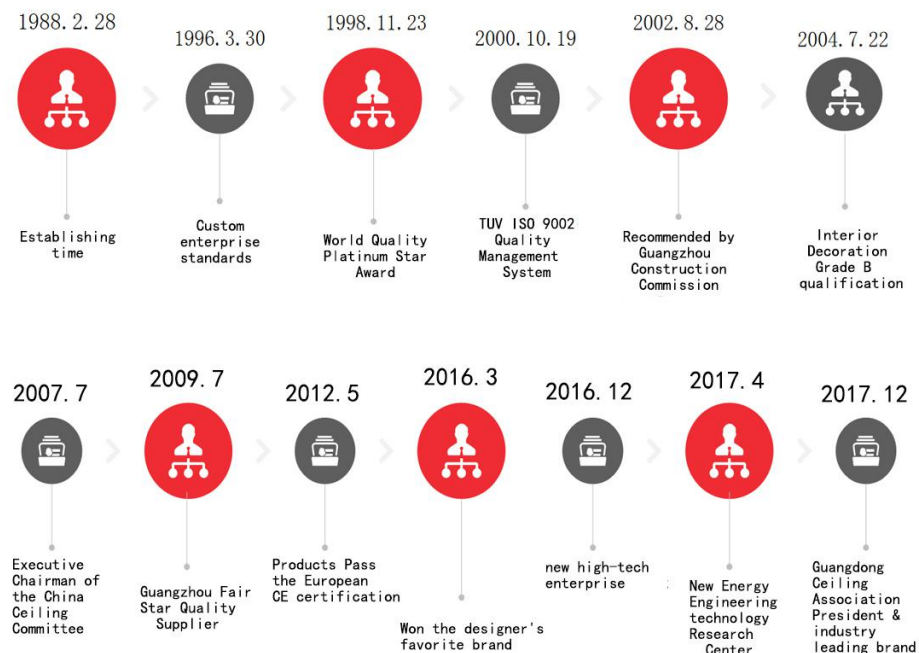 1988.2.28
1996.3.30
1998.11.23
2000.10.19
2002.8.28
2004.7.22
Establishing
time
Custom
enterprise
standards
World Quality
Platinum Star
Award
TUV ISO 9002
Quality
Management
System
Recommended by
Guangzhou
Construction
Commission
Interior
Decoration
Grade B
qualification
2007.7
2009.7
2012.5
2016.3
2016.12
2017.4
2017.12
Executive
Chairman of
the China
Ceiling
Committee
Guangzhou Fair
Star Quality
Supplier
Products Pass
the European
CE certification
Won the designer's
favorite brand
new high-tech
enterprise
New Energy
Engineering
technology
Research
Center
Guangdong
Ceiling
Association
President &
industry
leading brand